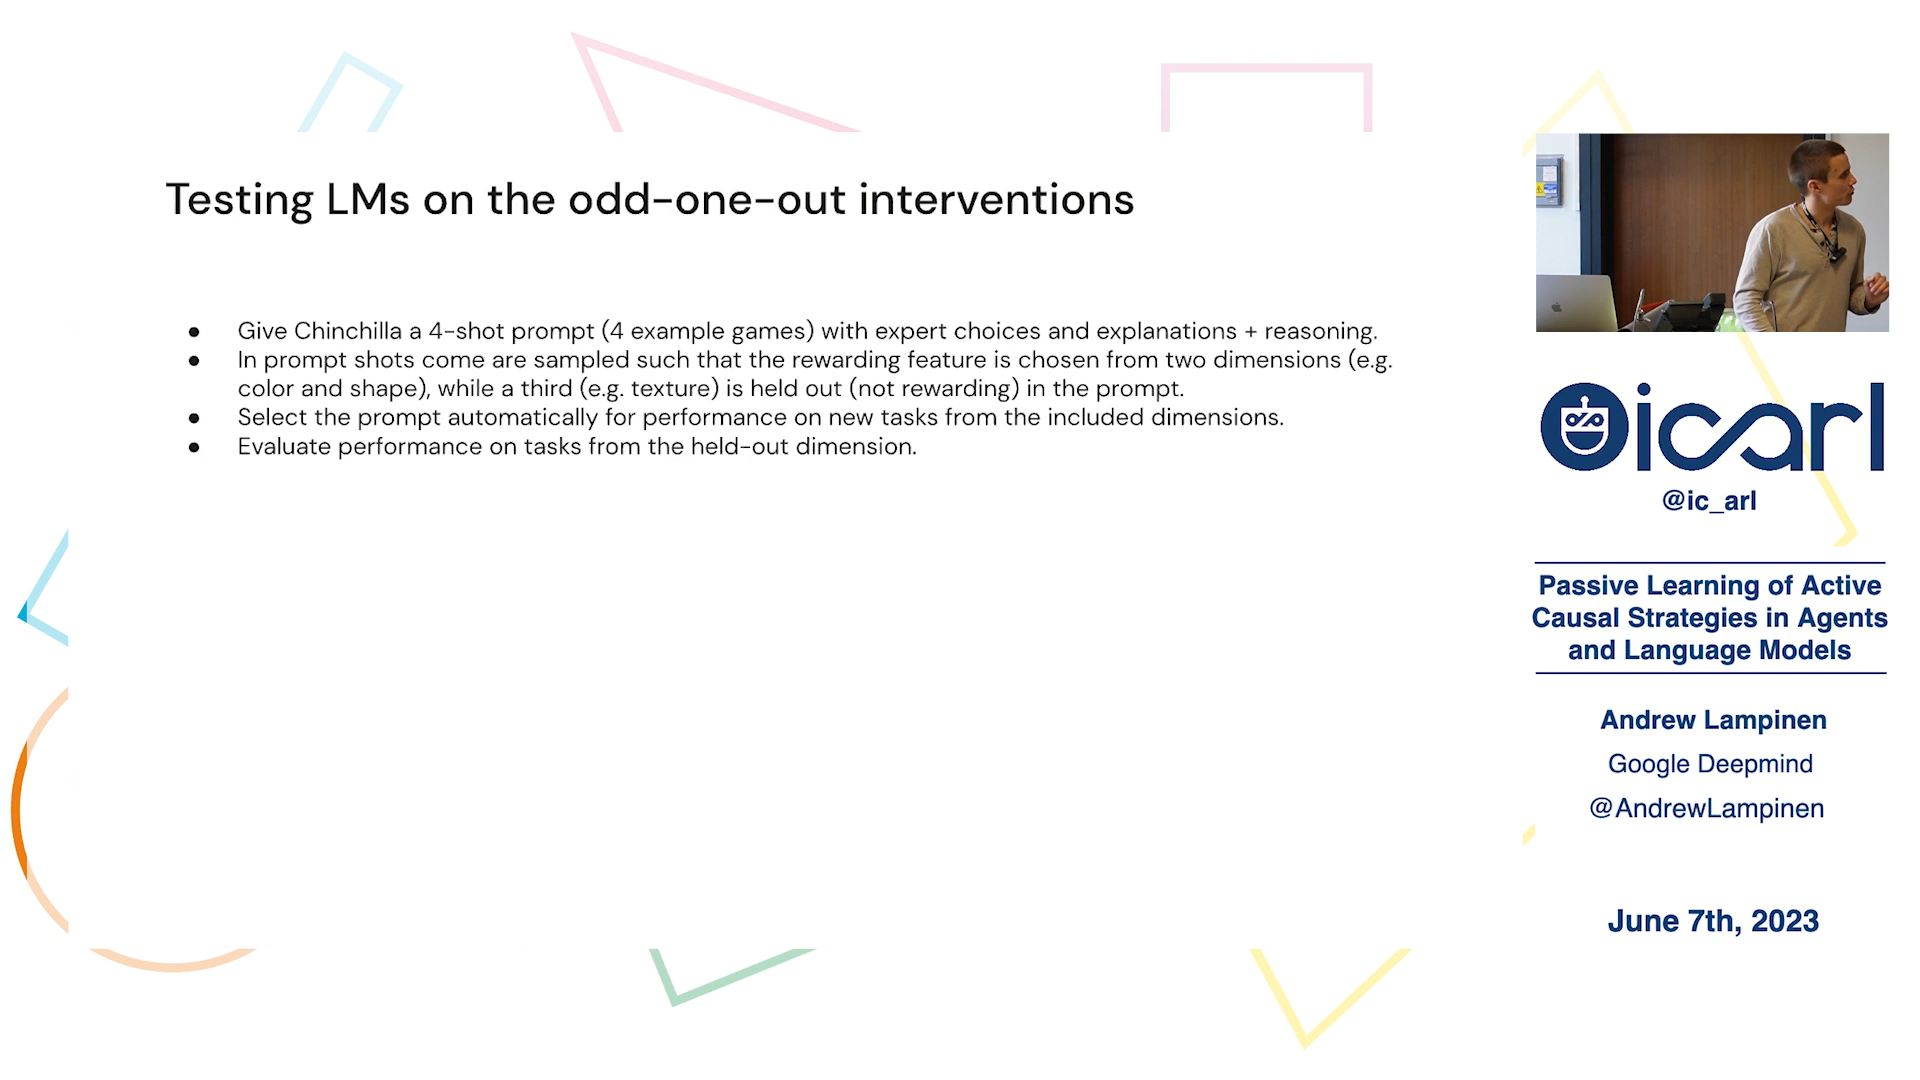 Testing LMs on the odd-one-out interventions
● Give Chinchilla a 4-shot prompt (4 example games) with expert choices and explanations + reasoning.
● In prompt shots come are sampled such that the rewarding feature is chosen from two dimensions (e.g.
color and shape), while a third (e.g. texture) is held out (not rewarding) in the prompt.
● Select the prompt automatically for performance on new tasks from the included dimensions.
● Evaluate performance on tasks from the held-out dimension.
icarl
@ic_arl
Passive Learning of Active
Causal Strategies in Agents
and Language Models
Andrew Lampinen
Google Deepmind
@AndrewLampinen
June 7th, 2023